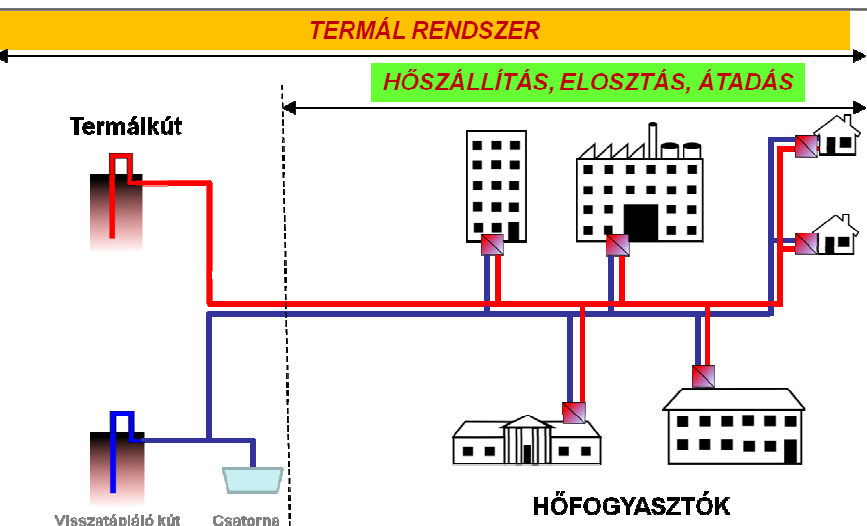 TERMÁL RENDSZER
HŐSZÁLLÍTÁS, ELOSZTÁS, ÁTADÁS
Termálkút
HŐFOGYASZTÓK
Visszatápláló kút
Csatorna